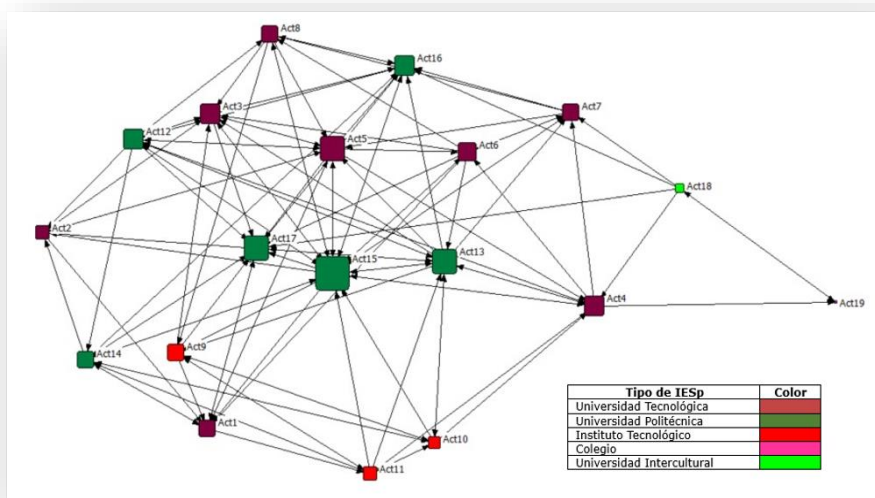 Act8
Act16
Act3
Act7
Act12
Act5
Act6
Act18
Act2
Act17
Act13
Act15
Act4
Act19
Act14
Act9
Act1
Act10
Act11
Tipo de IESp Color
Universidad Tecnológica
Universidad Politécnica
Instituto Tecnológico
Colegio
Universidad Intercultural